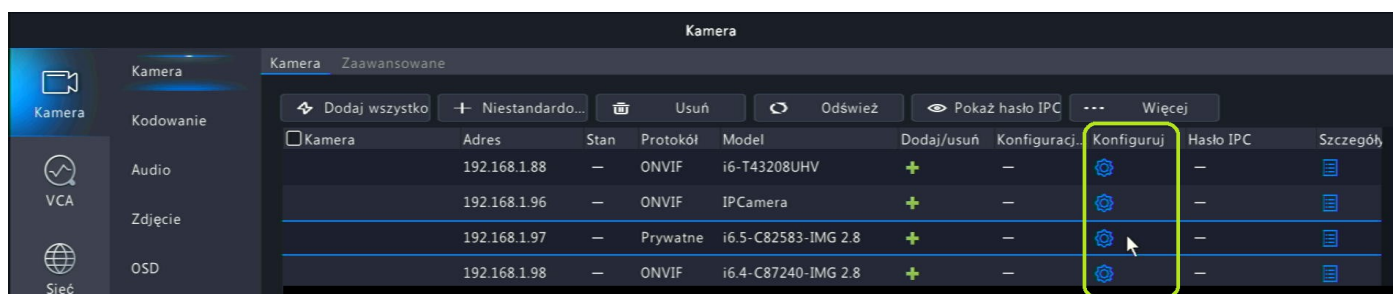 Kamera
Kamera
VCA
Sieć
Kamera
Kodowanie
Audio
Zdjęcie
OSD
Kamera Zaawansowane
Dodaj wszystko Niestandardo... Usuń Odśwież Pokaż hasło IPC Więcej
Kamera Adres Stan Protokół Model Dodaj/usuń Konfiguracj... Konfiguruj Hasło IPC Szczegóły
192.168.1.88 — ONVIF i6-T43208UHV — —
192.168.1.96 — ONVIF IPCamera — —
192.168.1.97 — Prywatne i6.5-C82583-IMG 2.8 — —
192.168.1.98 — ONVIF i6.4-C87240-IMG 2.8 — —